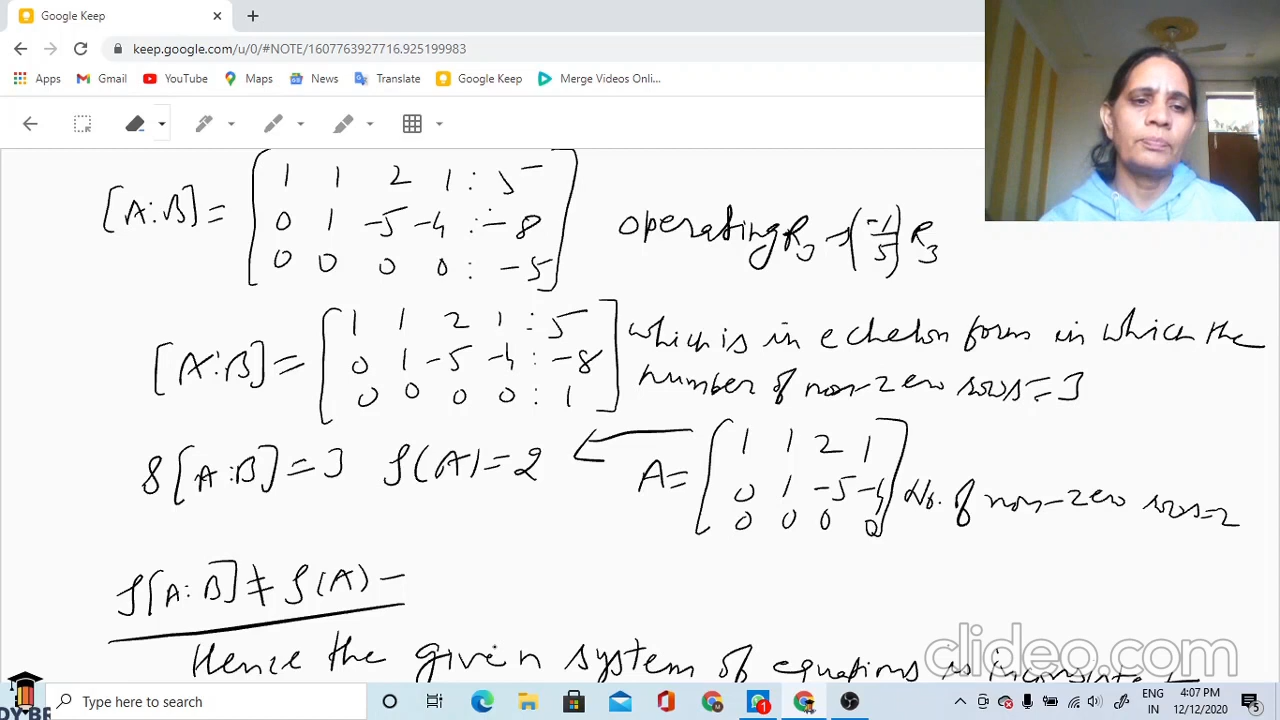 Google Keep
keep.google.com/u/0/#NOTE/1607763927716.925199983
Apps Gmail YouTube Maps News Translate Google Keep Merge Videos Onli...
1 1 2 1 : 5
[A:B] = 0 1 -5 -4 : -8 operating R3 → (-1/5) R3
0 0 0 0 : -5
1 1 2 1 : 5 which is in echelon form in which the
[A:B] = 0 1 -5 -4 : -8 number of non-zero rows = 3
0 0 0 0 : 1
ρ[A:B] = 3 ρ(A) = 2 ← A = 1 1 2 1
0 1 -5 -4 No. of non-zero rows = 2
0 0 0 0
ρ[A:B] ≠ ρ(A) -
Hence the given system of equations is inconsistent
clideo.com
Type here to search
ENG
IN
4:07 PM
12/12/2020
5
1